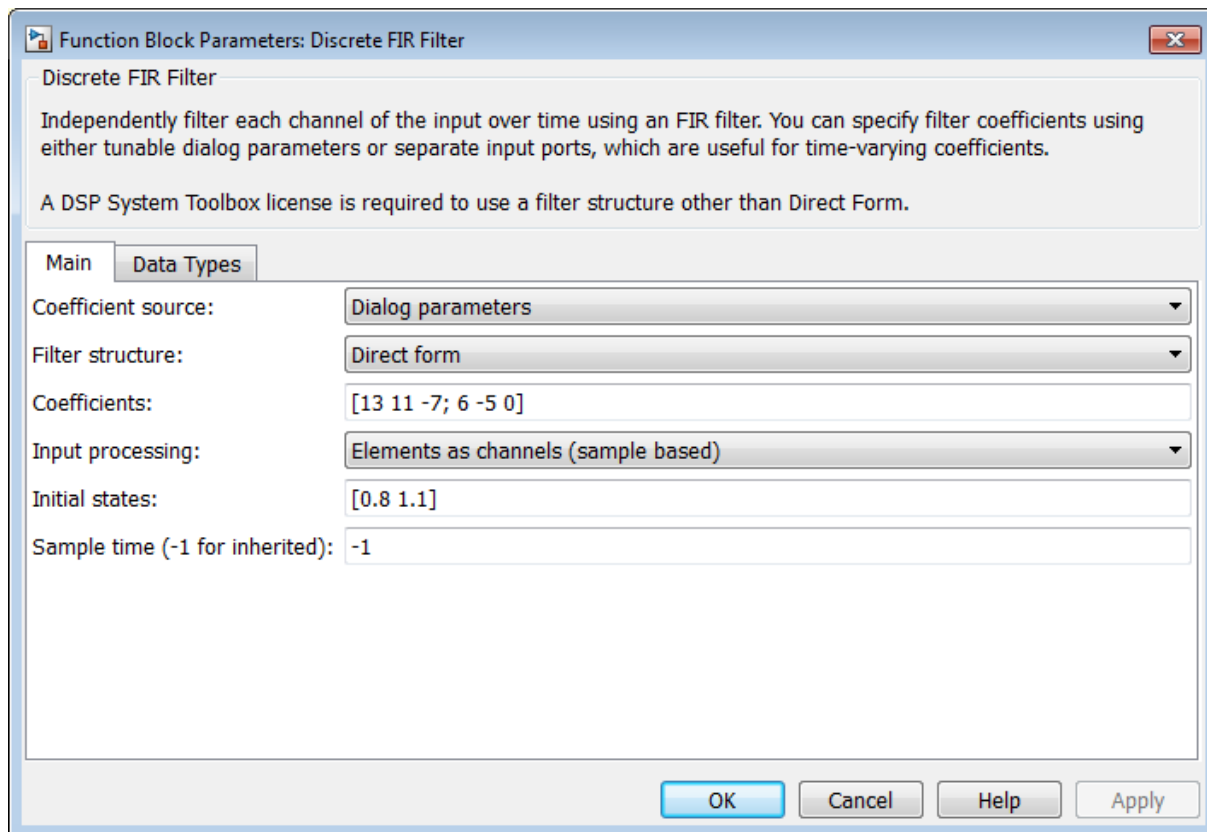 Function Block Parameters: Discrete FIR Filter
Discrete FIR Filter
Independently filter each channel of the input over time using an FIR filter. You can specify filter coefficients using
either tunable dialog parameters or separate input ports, which are useful for time-varying coefficients.
A DSP System Toolbox license is required to use a filter structure other than Direct Form.
Main Data Types
Coefficient source: Dialog parameters
Filter structure: Direct form
Coefficients: [13 11 -7; 6 -5 0]
Input processing: Elements as channels (sample based)
Initial states: [0.8 1.1]
Sample time (-1 for inherited): -1
OK Cancel Help Apply